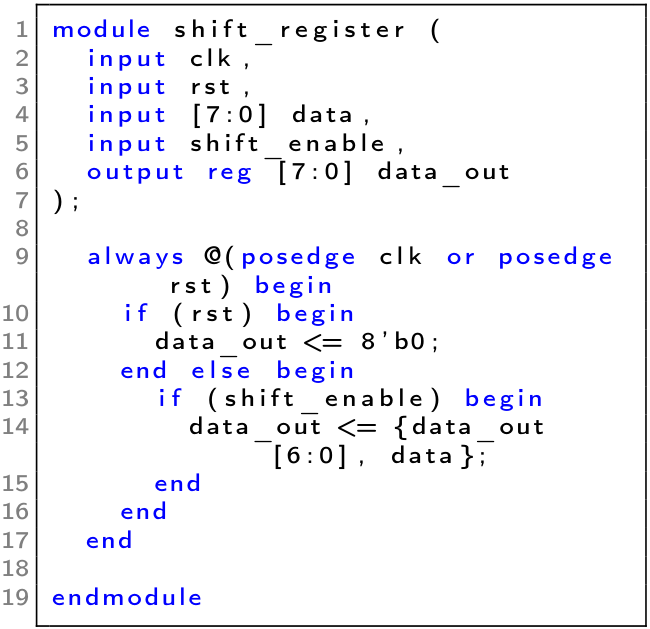 1 module shift_register (
2 input clk,
3 input rst,
4 input [7:0] data,
5 input shift_enable,
6 output reg [7:0] data_out
7 );
8
9 always @(posedge clk or posedge
rst) begin
10 if (rst) begin
11 data_out <= 8'b0;
12 end else begin
13 if (shift_enable) begin
14 data_out <= {data_out
[6:0], data};
15 end
16 end
17 end
18
19 endmodule